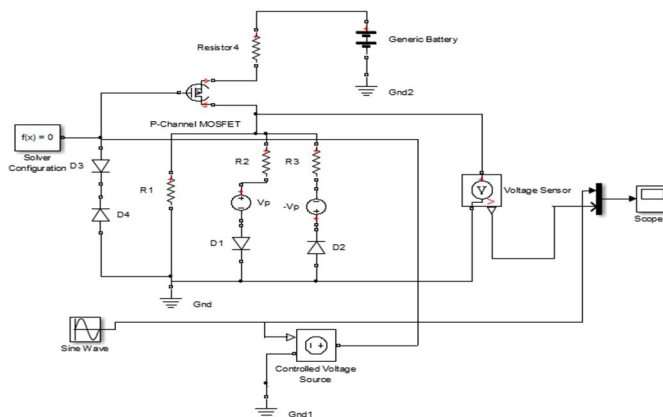 Resistor4
Generic Battery
Gnd2
P-Channel MOSFET
f(x) = 0
Solver
Configuration
D3
R2
R3
R1
D4
Vp
-Vp
D1
D2
V
Voltage Sensor
Scope
Gnd
Sine Wave
Controlled Voltage
Source
Gnd1